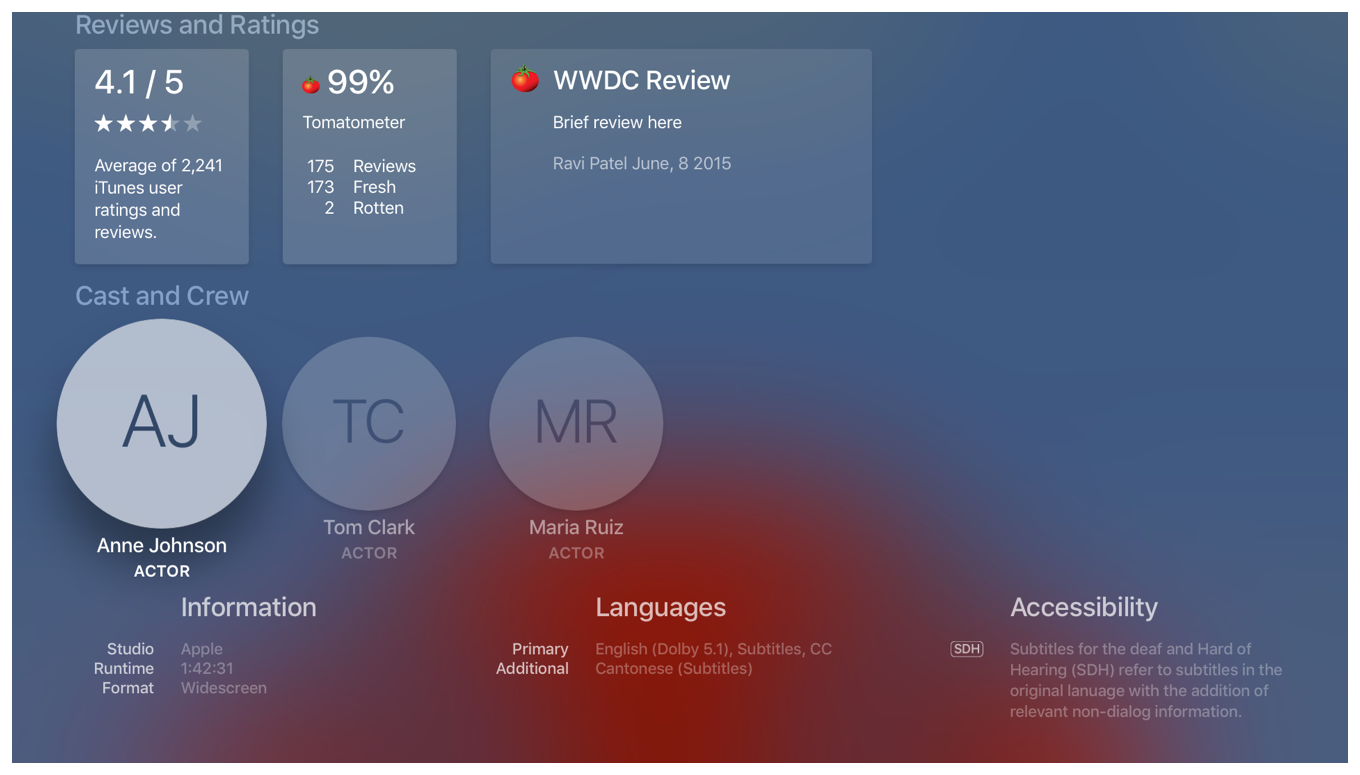 Reviews and Ratings
4.1 / 5
Average of 2,241
iTunes user
ratings and
reviews.
99%
Tomatometer
175 Reviews
173 Fresh
2 Rotten
WWDC Review
Brief review here
Ravi Patel June, 8 2015
Cast and Crew
AJ
Anne Johnson
ACTOR
TC
Tom Clark
ACTOR
MR
Maria Ruiz
ACTOR
Information
Studio Apple
Runtime 1:42:31
Format Widescreen
Languages
Primary English (Dolby 5.1), Subtitles, CC
Additional Cantonese (Subtitles)
Accessibility
SDH Subtitles for the deaf and Hard of
Hearing (SDH) refer to subtitles in the
original lanuage with the addition of
relevant non-dialog information.